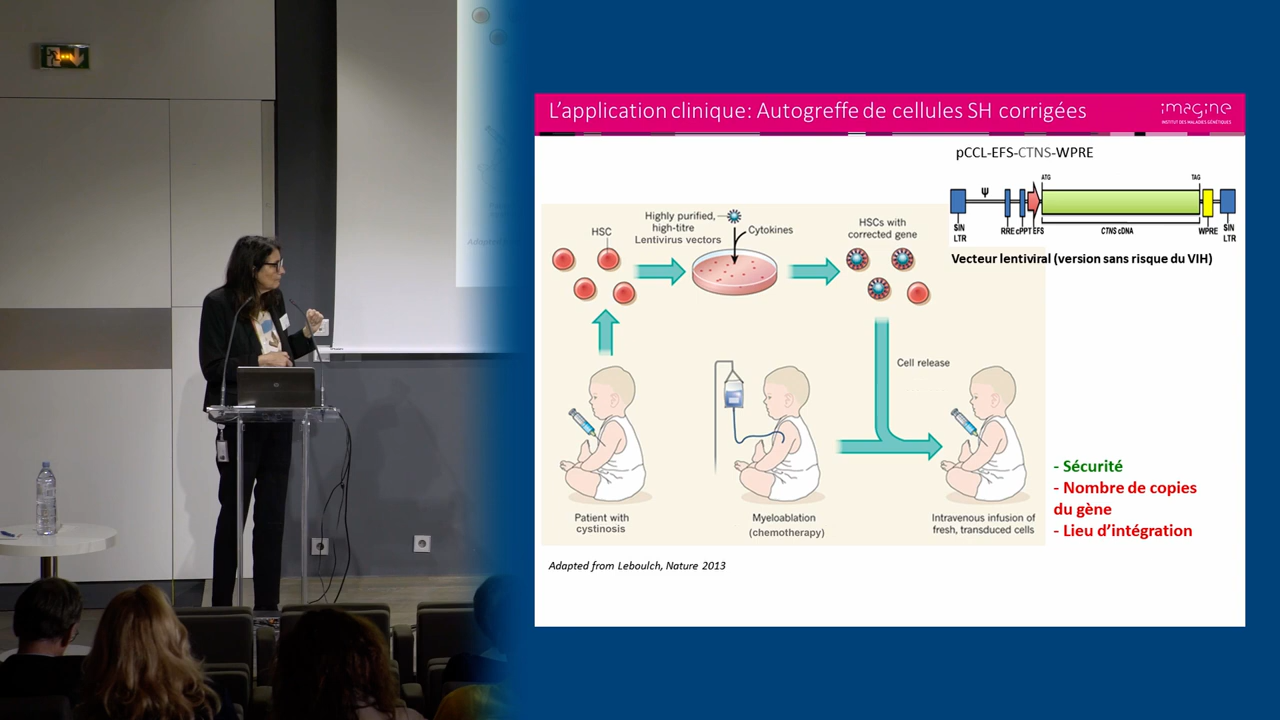 L'application clinique: Autogreffe de cellules SH corrigées
imagine
INSTITUT DES MALADIES GÉNÉTIQUES
pCCL-EFS-CTNS-WPRE
ATG
TAG
Ψ
SIN
LTR
RRE cPPT EFS
CTNS cDNA
WPRE
SIN
LTR
Vecteur lentiviral (version sans risque du VIH)
HSC
Highly purified,
high-titre
Lentivirus vectors
Cytokines
HSCs with
corrected gene
Cell release
Patient with
cystinosis
Myeloablation
(chemotherapy)
Intravenous infusion of
fresh, transduced cells
- Sécurité
- Nombre de copies
du gène
- Lieu d'intégration
Adapted from Leboulch, Nature 2013